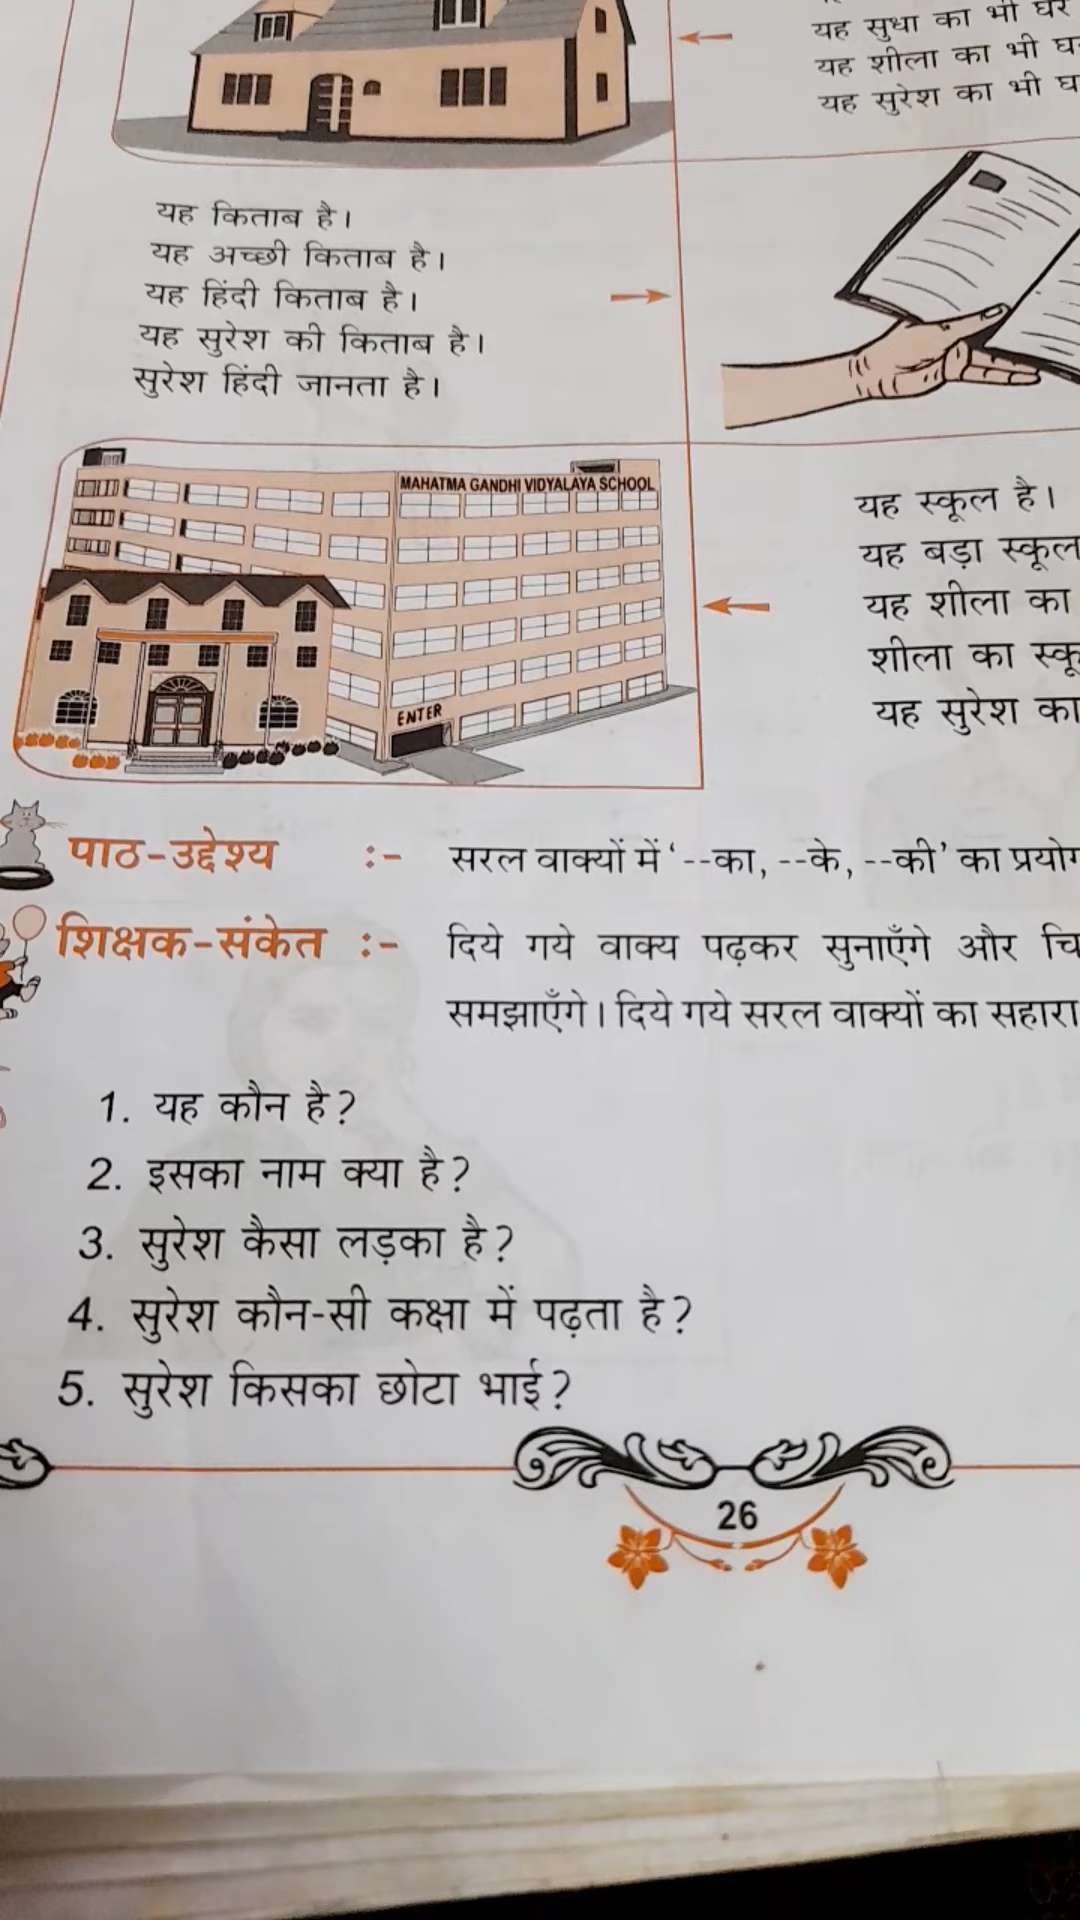 यह सुधा का भी घर
यह शीला का भी
यह सुरेश का भी
यह किताब है।
यह अच्छी किताब है।
यह हिंदी किताब है।
यह सुरेश की किताब है।
सुरेश हिंदी जानता है।
MAHATMA GANDHI VIDYALAYA SCHOOL
ENTER
यह स्कूल है।
यह बड़ा स्कूल
यह शीला का
शीला का
यह सुरेश का
पाठ-उद्देश्य :- सरल वाक्यों में '--का, --के, --की' का प्रयोग
शिक्षक-संकेत :- दिये गये वाक्य पढ़कर सुनाएँगे और
समझाएँगे। दिये गये सरल वाक्यों का सहारा
1. यह कौन है?
2. इसका नाम क्या है?
3. सुरेश कैसा लड़का है?
4. सुरेश कौन-सी कक्षा में पढ़ता है?
5. सुरेश किसका छोटा भाई?
26